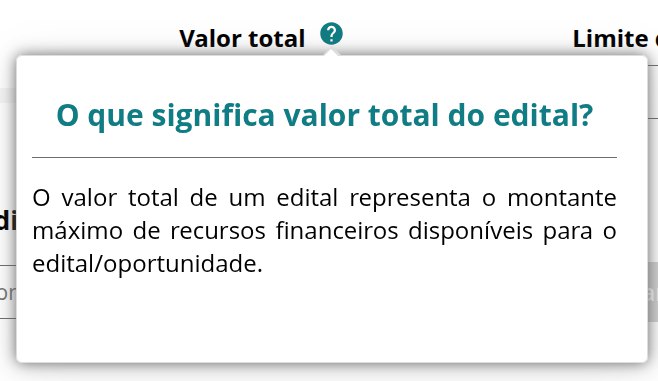 Valor total ?
Limite
O que significa valor total do edital?
O valor total de um edital representa o montante
máximo de recursos financeiros disponíveis para o
edital/oportunidade.